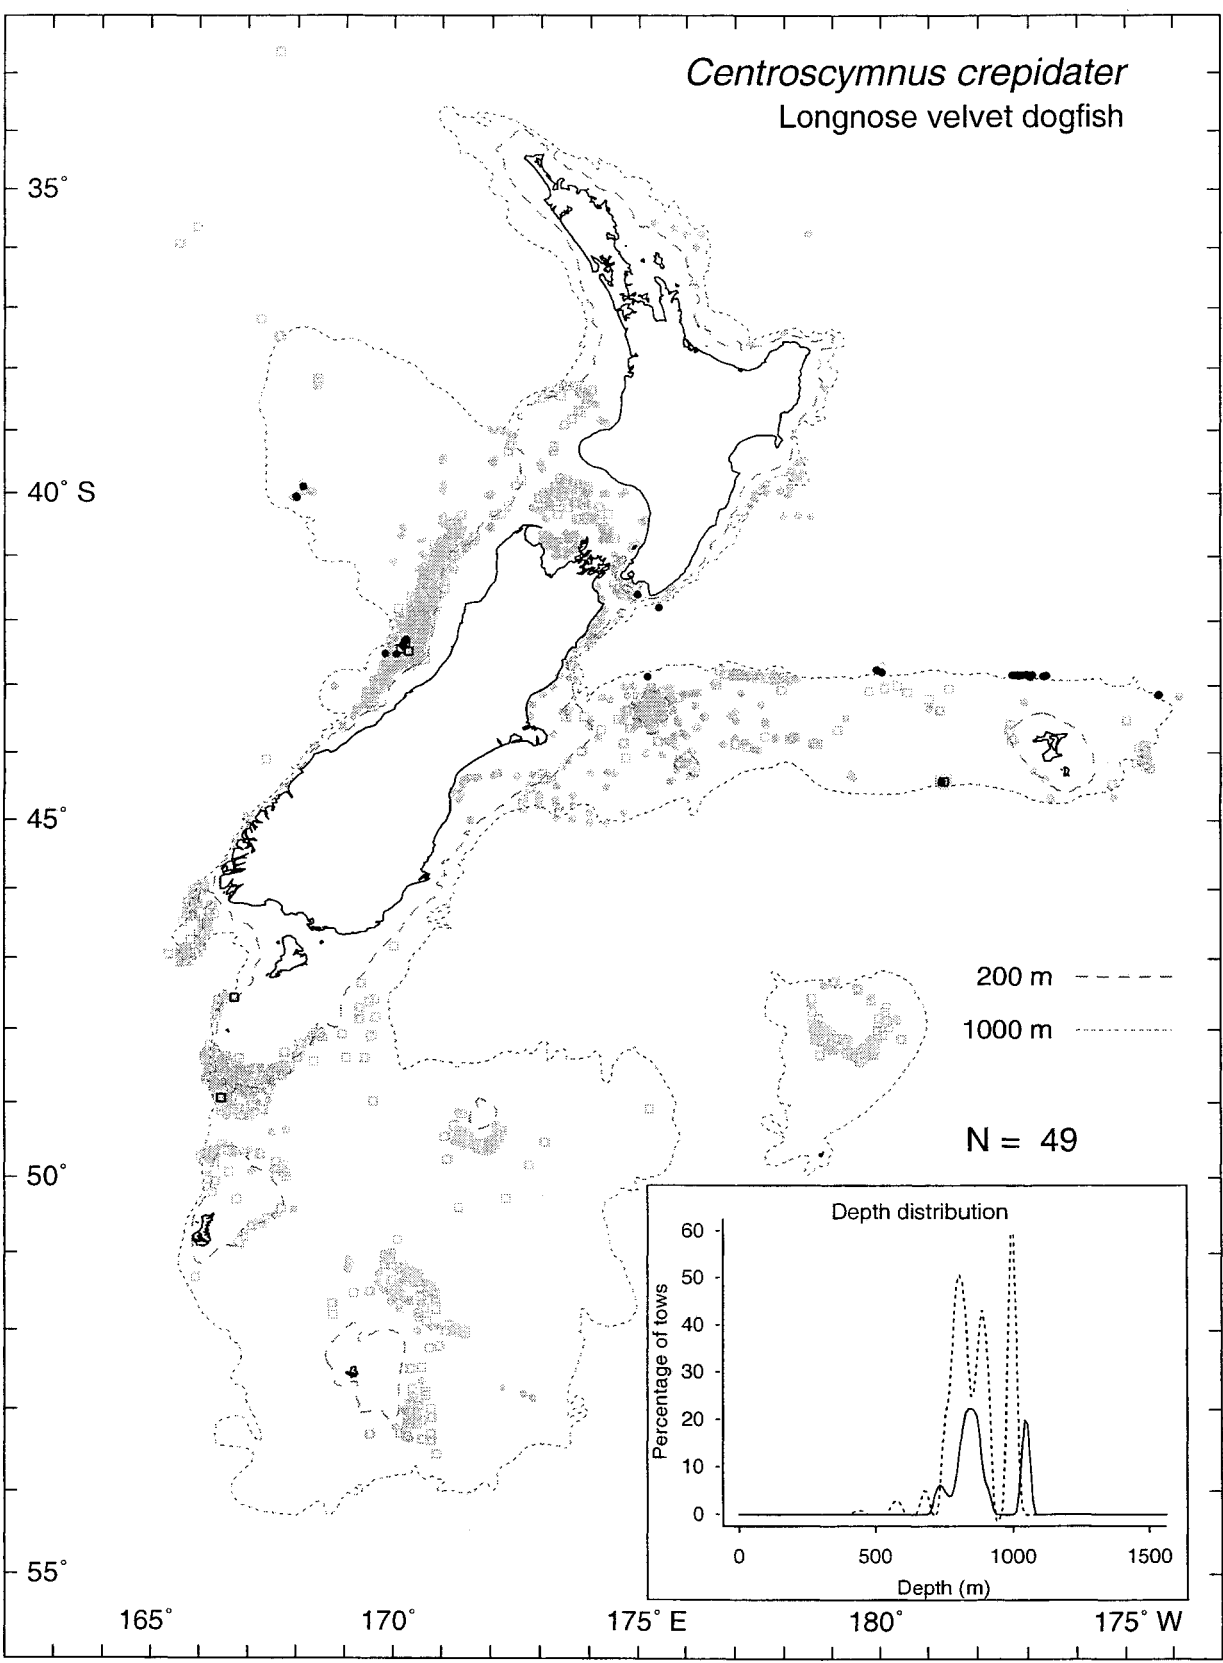 Centroscymnus crepidater
Longnose velvet dogfish
35°
40° S
45°
50°
55°
165°
170°
175° E
180°
175° W
200 m
1000 m
N = 49
Depth distribution
Percentage of tows
60
50
40
30
20
10
0
0
500
1000
1500
Depth (m)